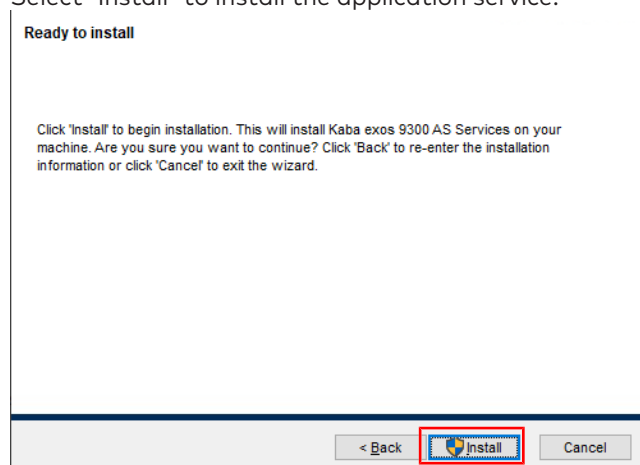 Select "Install" to install the application service.
Ready to install
Click 'Install' to begin installation. This will install Kaba exos 9300 AS Services on your
machine. Are you sure you want to continue? Click 'Back' to re-enter the installation
information or click 'Cancel' to exit the wizard.
< Back
Install
Cancel